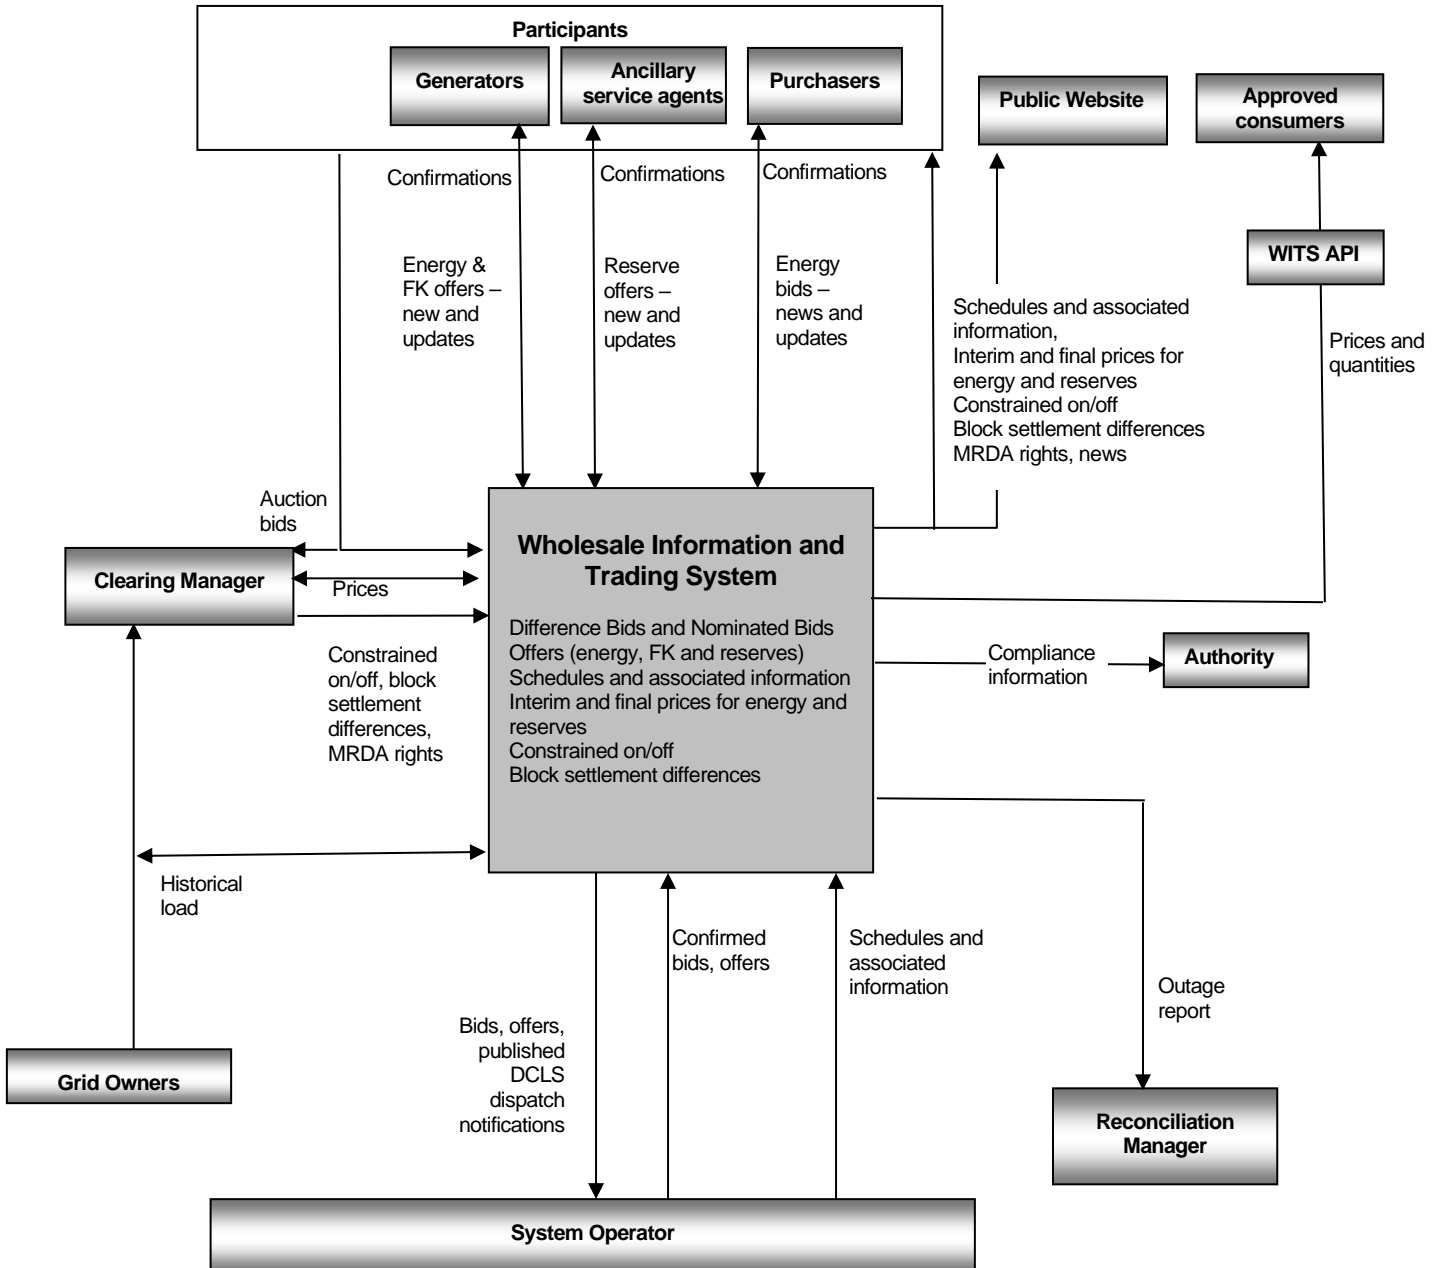 Participants
Generators
Ancillary
service agents
Purchasers
Public Website
Approved
consumers
Confirmations
Confirmations
Confirmations
WITS API
Energy &
FK offers –
new and
updates
Reserve
offers –
new and
updates
Energy
bids –
news and
updates
Schedules and associated
information,
Interim and final prices for
energy and reserves
Constrained on/off
Block settlement differences
MRDA rights, news
Prices and
quantities
Auction
bids
Clearing Manager
Prices
Wholesale Information and
Trading System
Difference Bids and Nominated Bids
Offers (energy, FK and reserves)
Schedules and associated information
Interim and final prices for energy and
reserves
Constrained on/off
Block settlement differences
Constrained
on/off, block
settlement
differences,
MRDA rights
Compliance
information
Authority
Historical
load
Confirmed
bids, offers
Schedules and
associated
information
Outage
report
Bids, offers,
published
DCLS
dispatch
notifications
Grid Owners
Reconciliation
Manager
System Operator